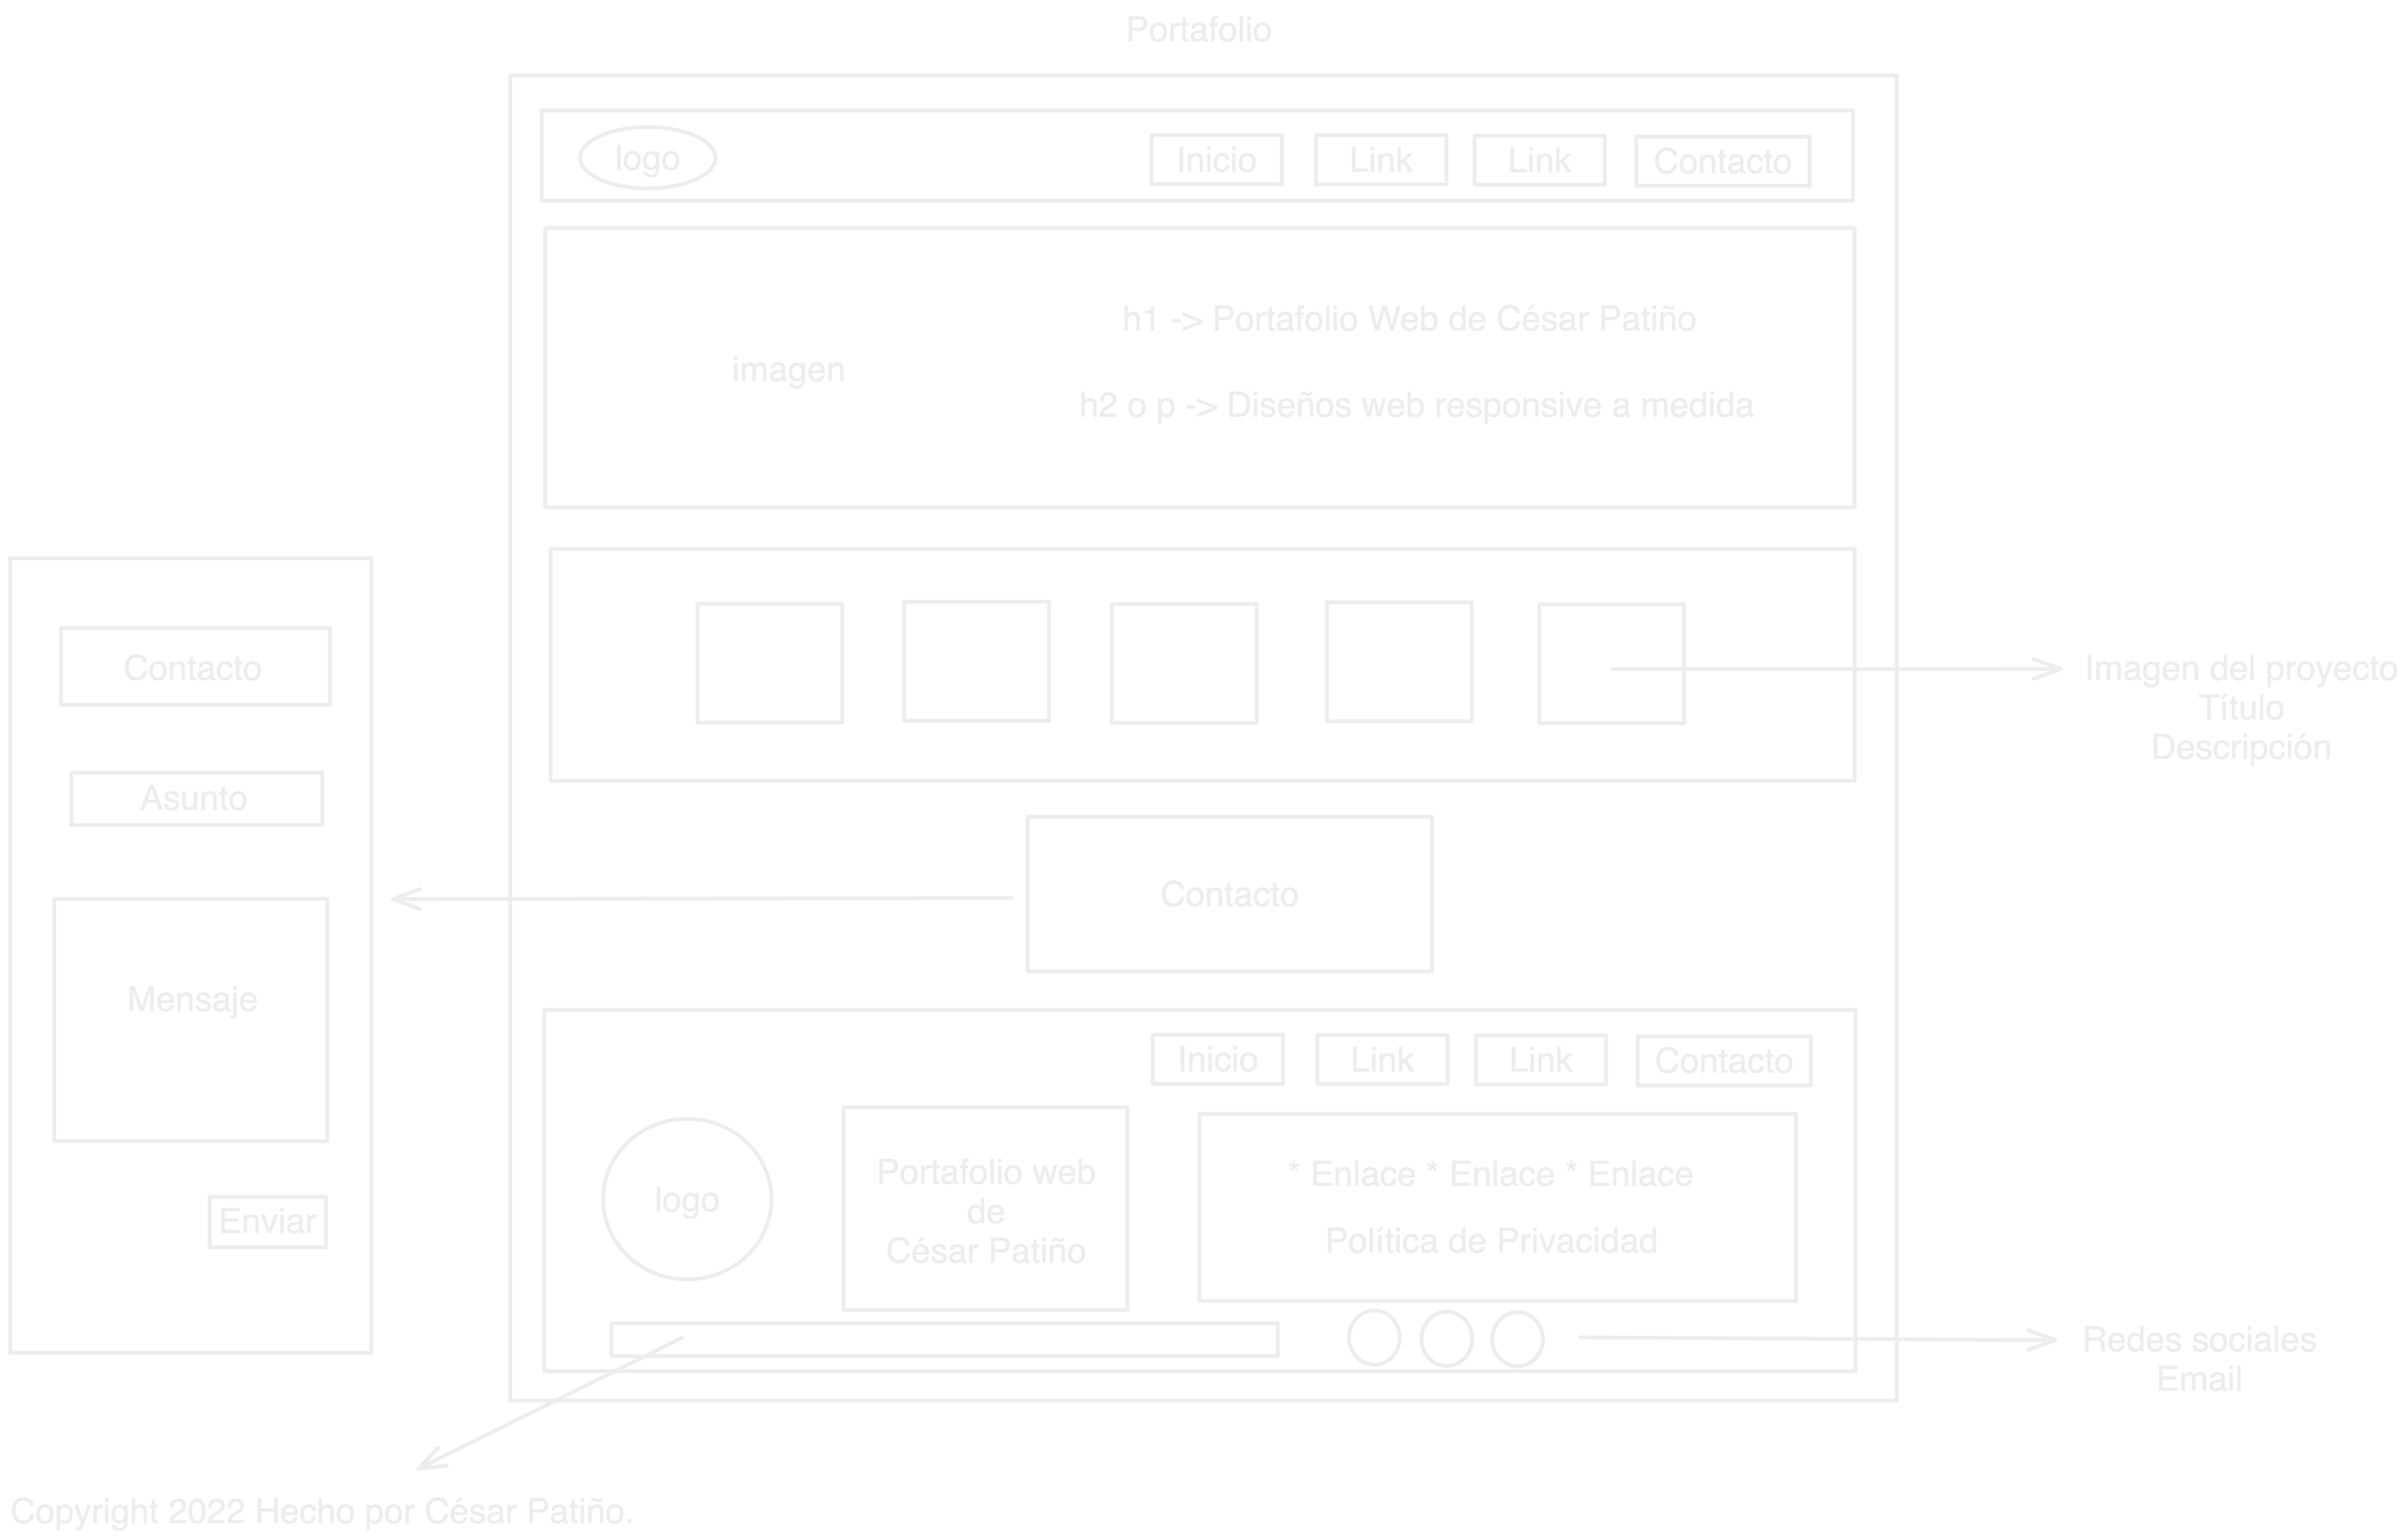 Portafolio
logo
Inicio
Link
Link
Contacto
imagen
h1 -> Portafolio Web de César Patiño
h2 o p -> Diseños web responsive a medida
Imagen del proyecto
Título
Descripción
Contacto
Contacto
Asunto
Mensaje
Enviar
Inicio
Link
Link
Contacto
logo
Portafolio web
de
César Patiño
* Enlace * Enlace * Enlace
Política de Privacidad
Redes sociales
Email
Copyright 2022 Hecho por César Patiño.